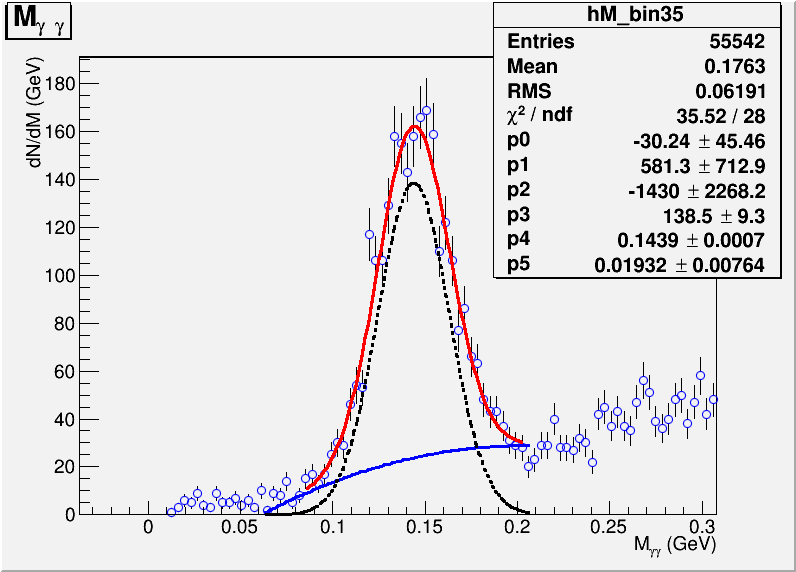 M γ γ
hM_bin35
Entries 55542
Mean 0.1763
RMS 0.06191
χ² / ndf 35.52 / 28
p0 -30.24 ± 45.46
p1 581.3 ± 712.9
p2 -1430 ± 2268.2
p3 138.5 ± 9.3
p4 0.1439 ± 0.0007
p5 0.01932 ± 0.00764
dN/dM (GeV)
180
160
140
120
100
80
60
40
20
0
0 0.05 0.1 0.15 0.2 0.25 0.3
Mγγ (GeV)